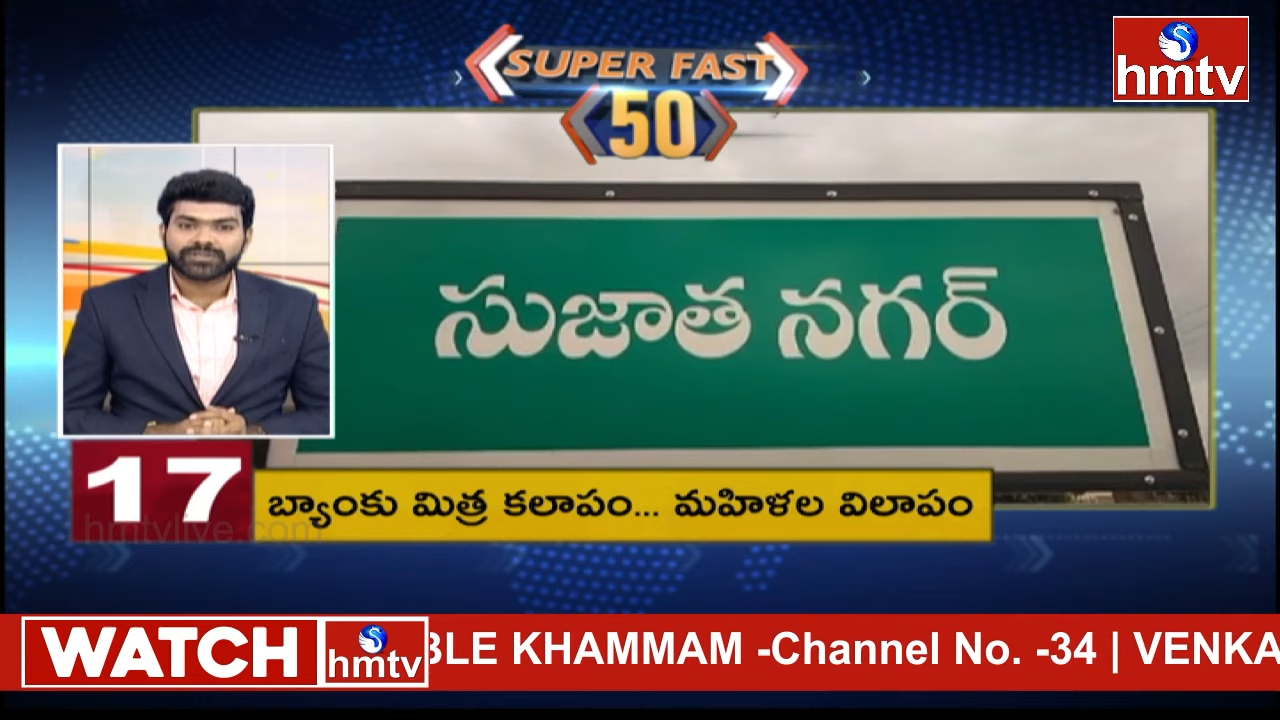 SUPER FAST
50
hmtv
సుజాత నగర్
17
బ్యాంకు మిత్ర కలాపం... మహిళల విలాపం
hmtvlive.com
WATCH hmtv BLE KHAMMAM -Channel No. -34 | VENKA